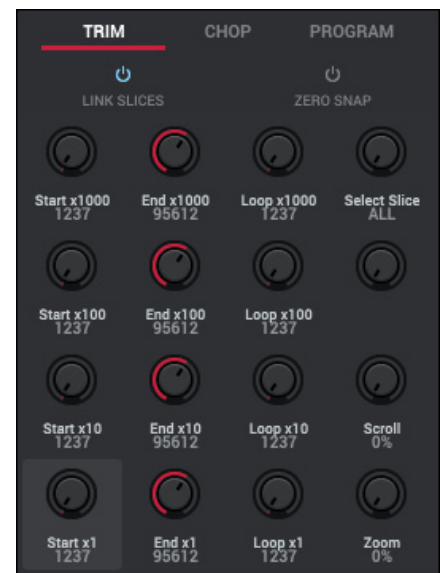 TRIM CHOP PROGRAM
LINK SLICES ZERO SNAP
Start x1000 End x1000 Loop x1000 Select Slice
1237 95612 1237 ALL
Start x100 End x100 Loop x100
1237 95612 1237
Start x10 End x10 Loop x10 Scroll
1237 95612 1237 0%
Start x1 End x1 Loop x1 Zoom
1237 95612 1237 0%